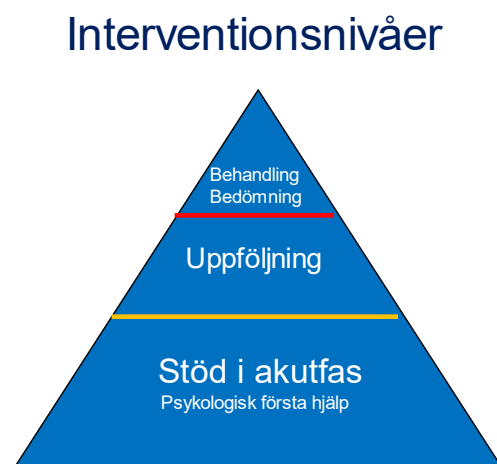 Interventionsnivåer
Behandling
Bedömning
Uppföljning
Stöd i akutfas
Psykologisk första hjälp